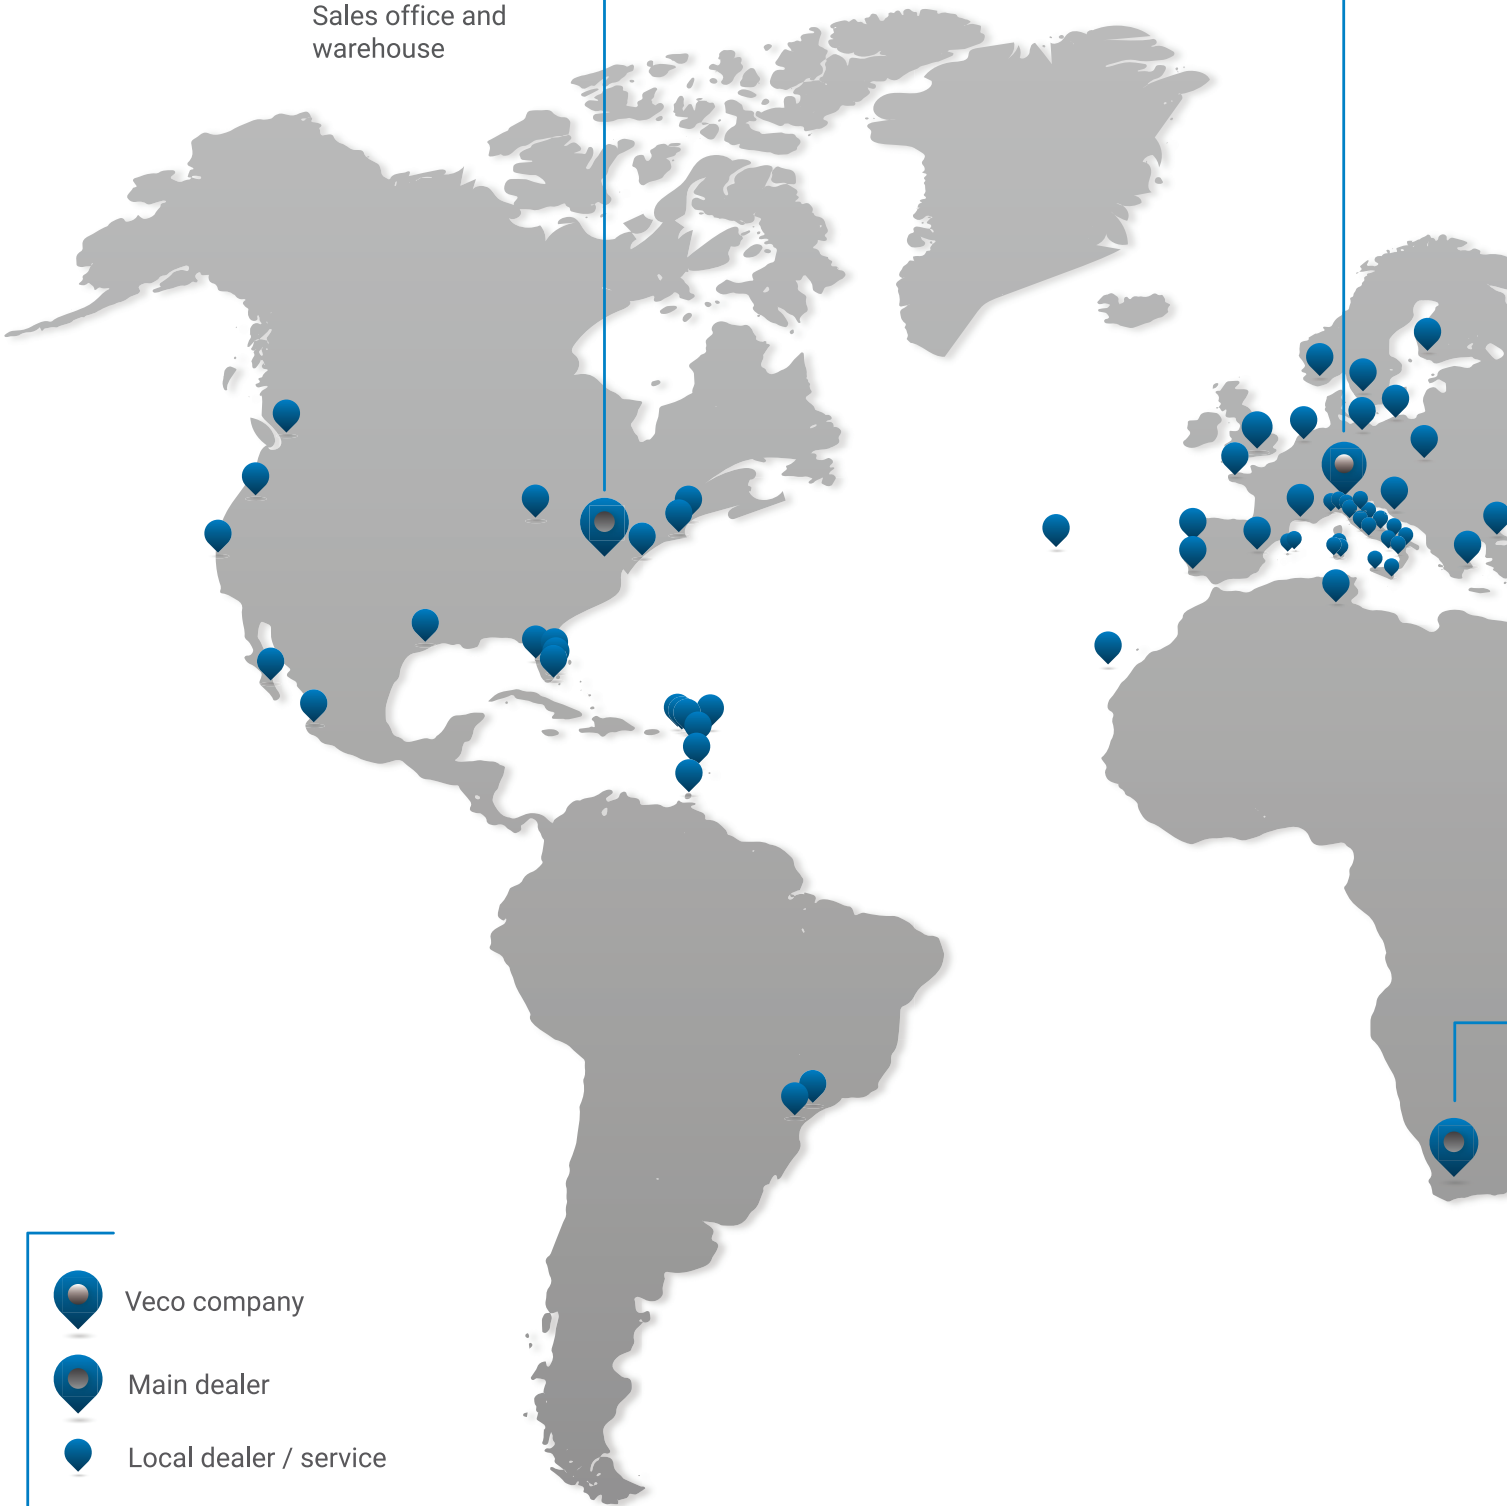 Sales office and
warehouse
Veco company
Main dealer
Local dealer / service